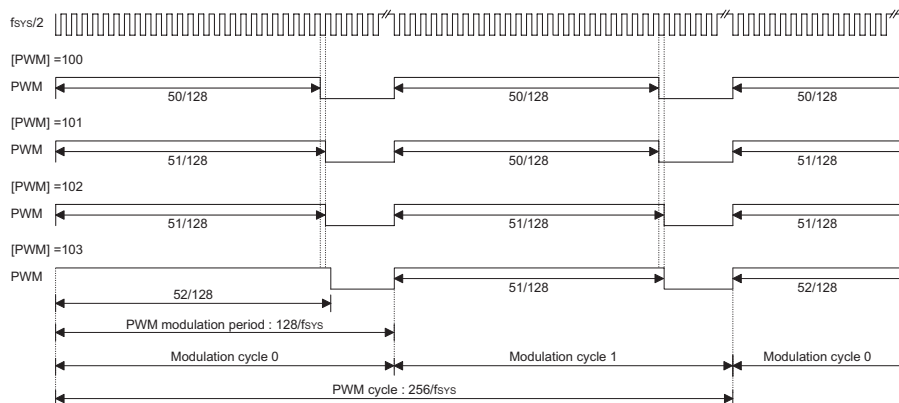 fSYS/2
[PWM] =100
PWM
50/128 50/128 50/128
[PWM] =101
PWM
51/128 50/128 51/128
[PWM] =102
PWM
51/128 51/128 51/128
[PWM] =103
PWM
52/128 51/128 52/128
PWM modulation period : 128/fSYS
Modulation cycle 0 Modulation cycle 1 Modulation cycle 0
PWM cycle : 256/fSYS